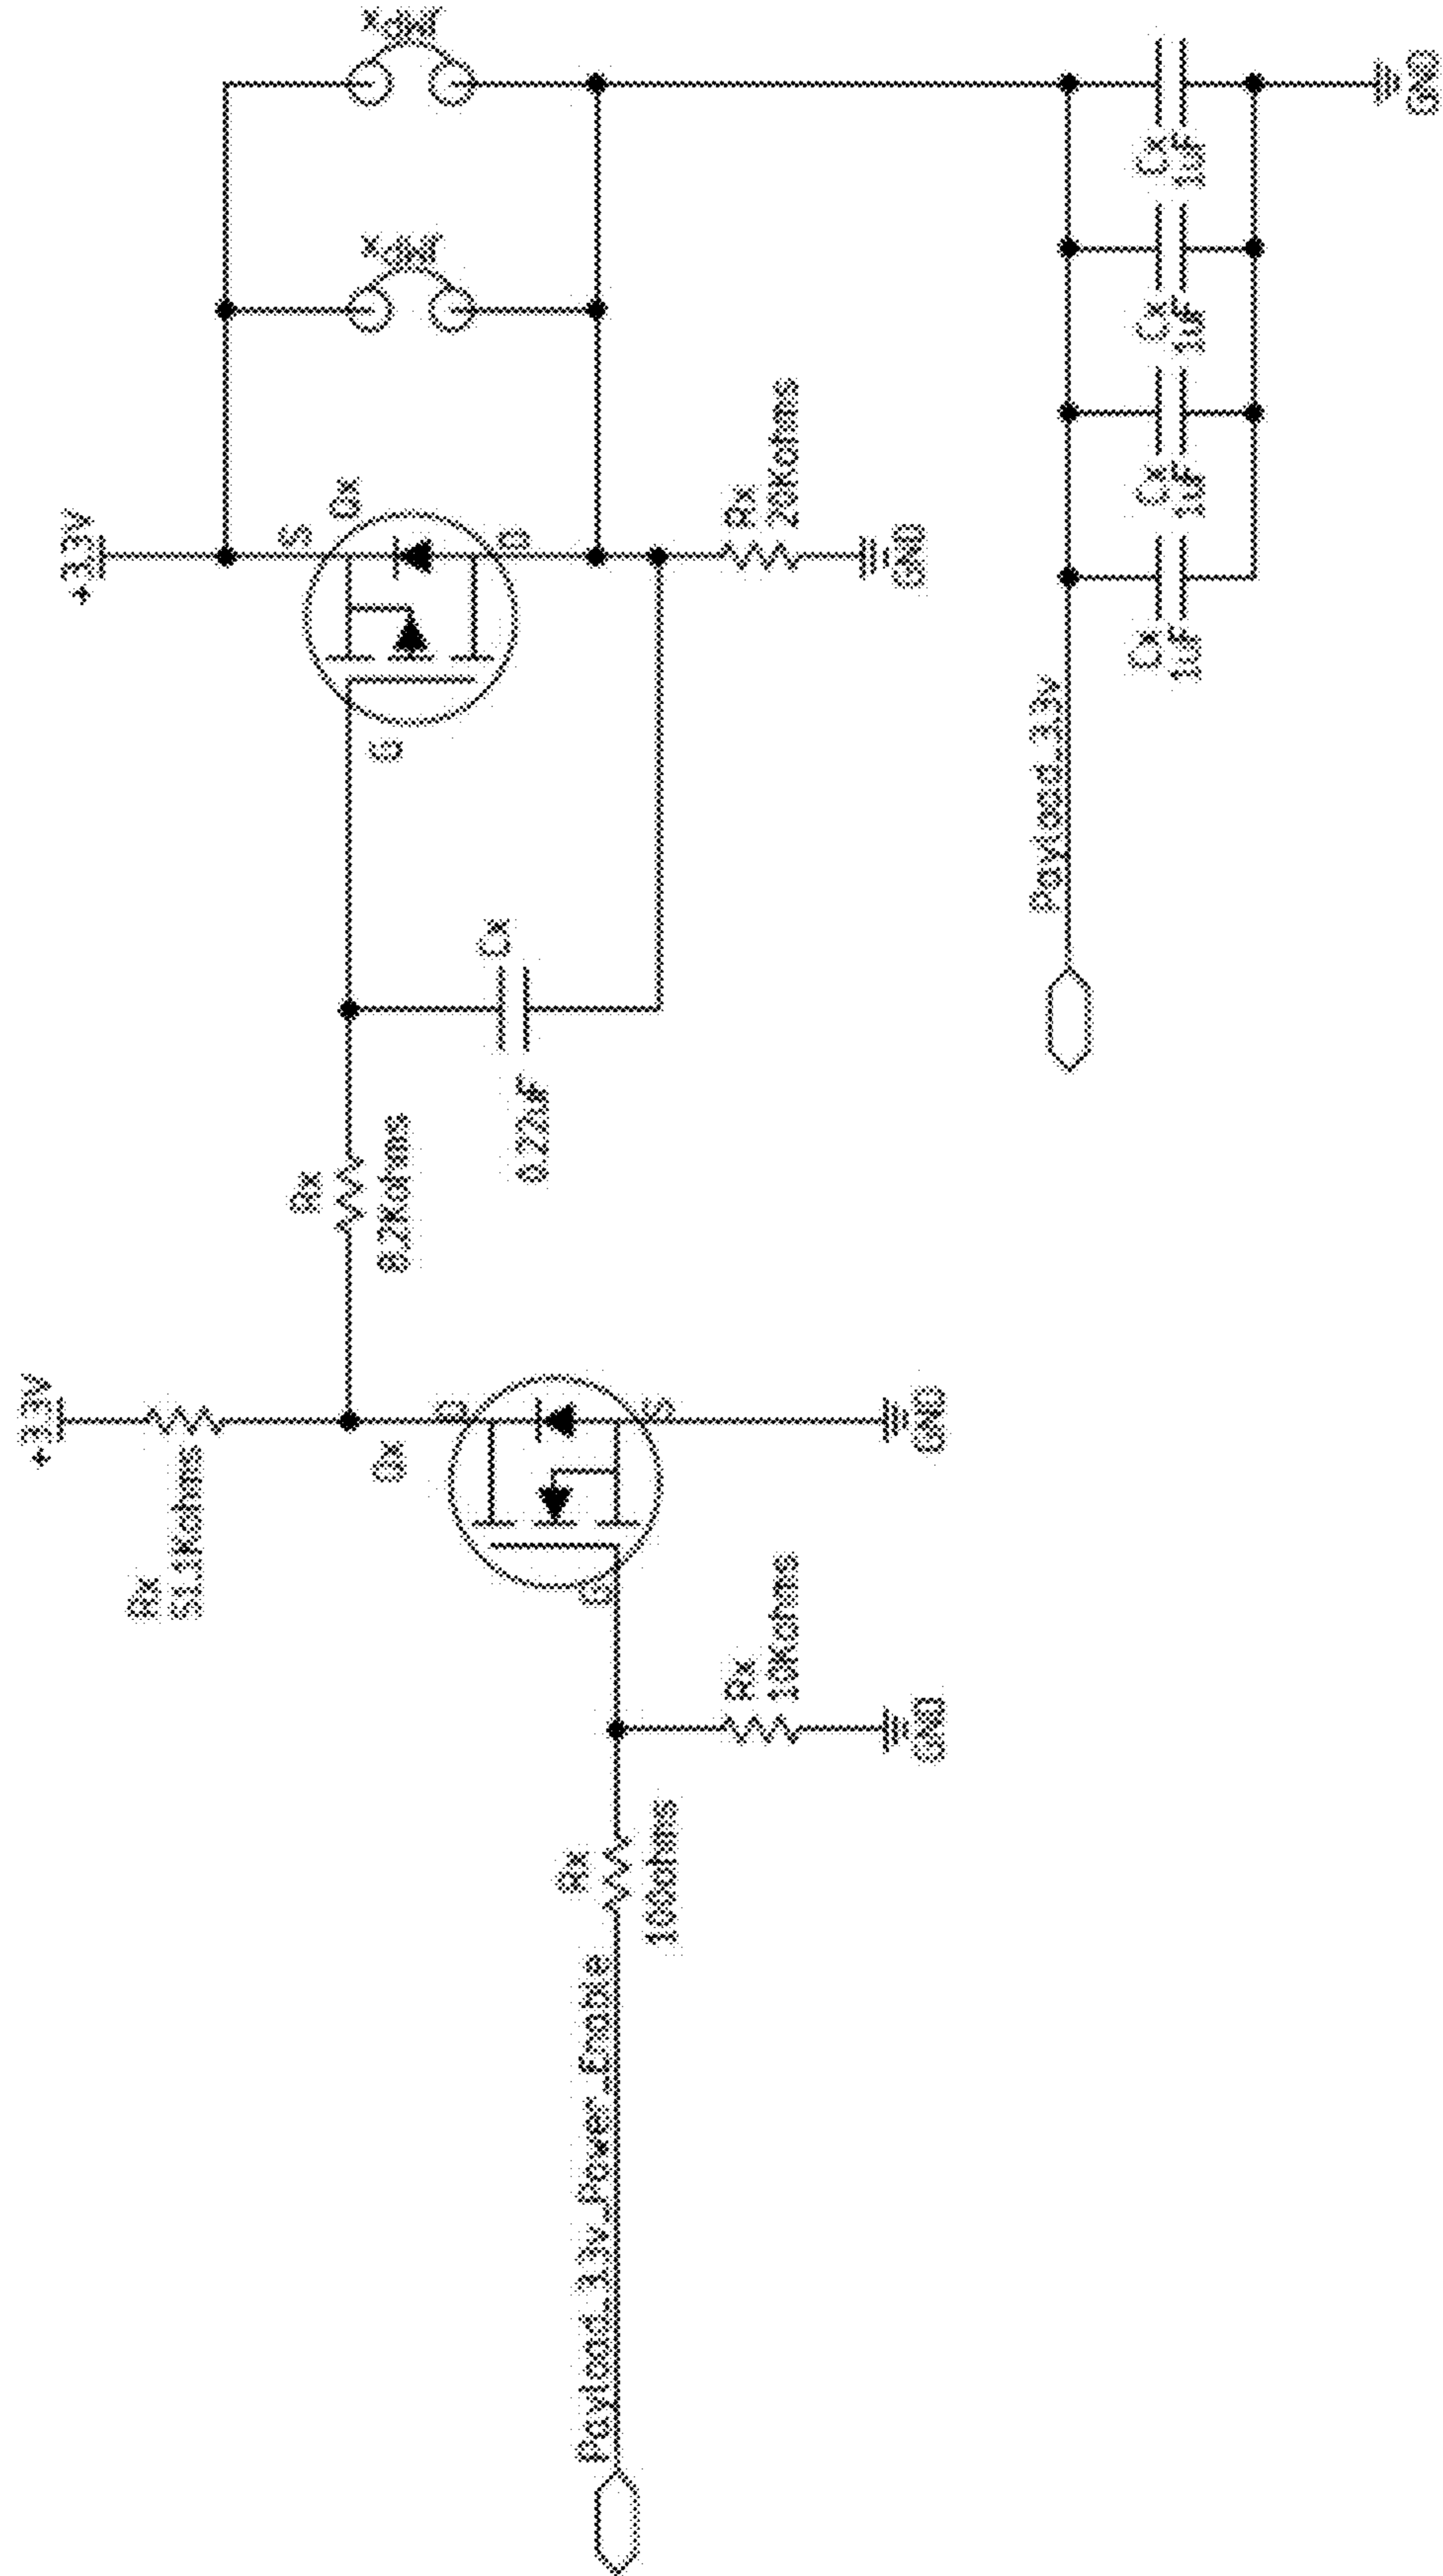 +3.3V
+3.3V
Rx
51.1Kohms
S
Qx
Rx
8.2Kohms
G
Qx
D
Cx
0.22uF
D
Payload_3.3v_Power_Enable
Rx
100ohms
G
S
Rx
10Kohms
Rx
20Kohms
GND
GND
GND
Payload_3.3v
Cx
1uF
Cx
1uF
Cx
1uF
Cx
1uF
GND